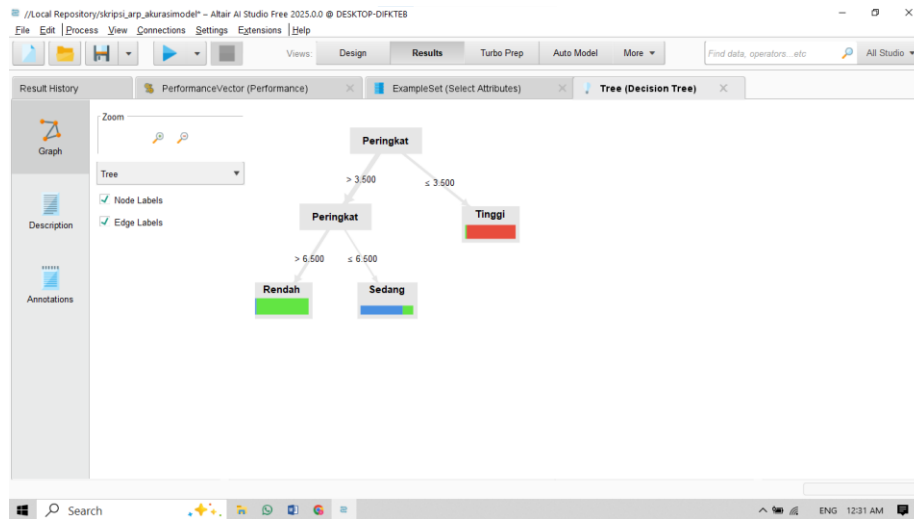 //Local Repository/skripsi_arp_akurasimodel* – Altair AI Studio Free 2025.0.0 @ DESKTOP-DIFKTEB
File Edit Process View Connections Settings Extensions Help
Views: Design Results Turbo Prep Auto Model More Find data, operators...etc All Studio
Result History PerformanceVector (Performance) ExampleSet (Select Attributes) Tree (Decision Tree)
Graph
Description
Annotations
Zoom
Tree
Node Labels
Edge Labels
Peringkat
> 3.500 ≤ 3.500
Peringkat Tinggi
> 6.500 ≤ 6.500
Rendah Sedang
Search ENG 12:31 AM